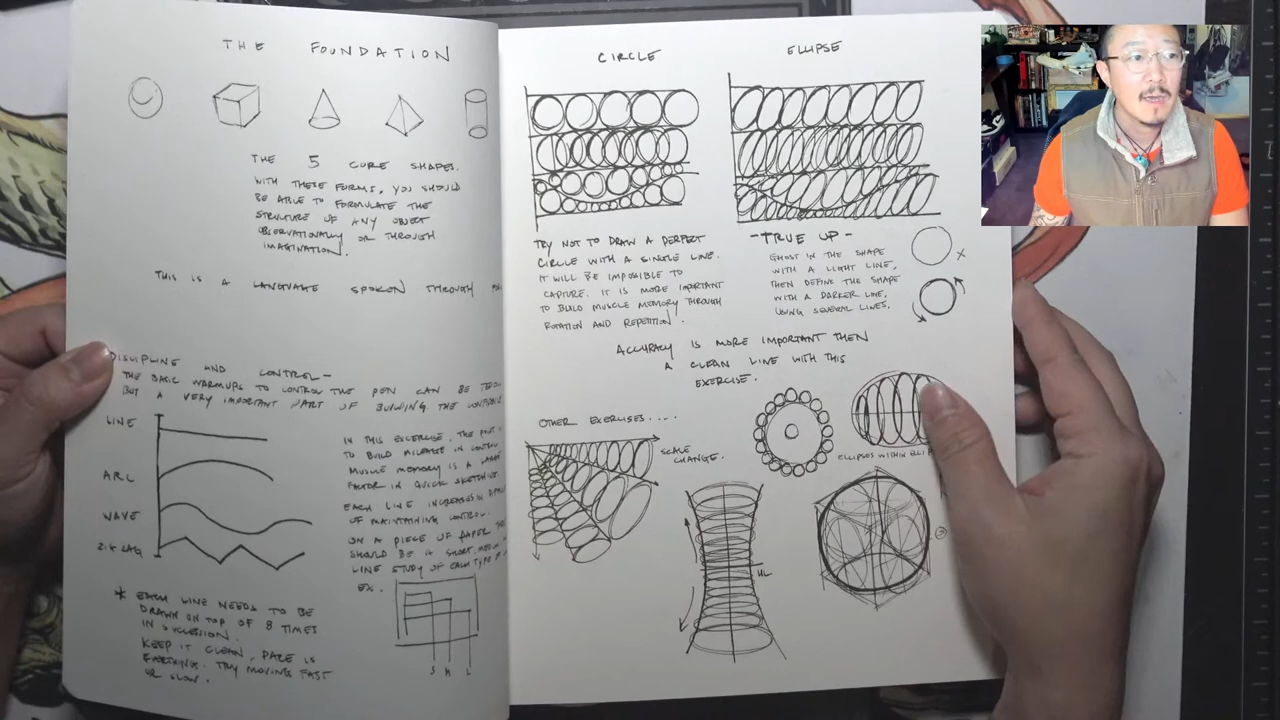 THE FOUNDATION
THE 5 CORE SHAPES.
WITH THESE FORMS, YOU SHOULD
BE ABLE TO FORMULATE THE
STRUCTURE OF ANY OBJECT
OBSERVATIONALLY OR THROUGH
IMAGINATION.
THIS IS A LANGUAGE SPOKEN THROUGH
DISCIPLINE AND CONTROL-
THE BASIC WARMUPS TO CONTROL THE PEN CAN BE
BUT A VERY IMPORTANT PART OF BUILDING THE
LINE
ARC
WAVE
ZIG ZAG
IN THIS EXCERCISE, THE
TO BUILD MILEAGE IN CONTROL
MUSCLE MEMORY IS A LARGE
FACTOR IN QUICK SKETCHING
EACH LINE INCREASES IN
OF MAINTAINING CONTROL.
ON A PIECE OF PAPER
SHOULD BE A SHORT,
LINE STUDY OF EACH TYPE
EX.
S M L
* EACH LINE NEEDS TO BE
DRAWN ON TOP OF 8 TIMES
IN SUCCESSION.
KEEP IT CLEAN, PACE IS
EVERYTHING. TRY MOVING FAST
OR SLOW.
CIRCLE
TRY NOT TO DRAW A PERFECT
CIRCLE WITH A SINGLE LINE.
IT WILL BE IMPOSSIBLE TO
CAPTURE. IT IS MORE IMPORTANT
TO BUILD MUSCLE MEMORY THROUGH
ROTATION AND REPETITION.
ELLIPSE
-TRUE UP-
GHOST IN THE SHAPE
WITH A LIGHT LINE,
THEN DEFINE THE SHAPE
WITH A DARKER LINE,
USING SEVERAL LINES.
X
ACCURACY IS MORE IMPORTANT THEN
A CLEAN LINE WITH THIS
EXERCISE.
OTHER EXERCISES....
SCALE
CHANGE.
ELLIPSES WITHIN
HL